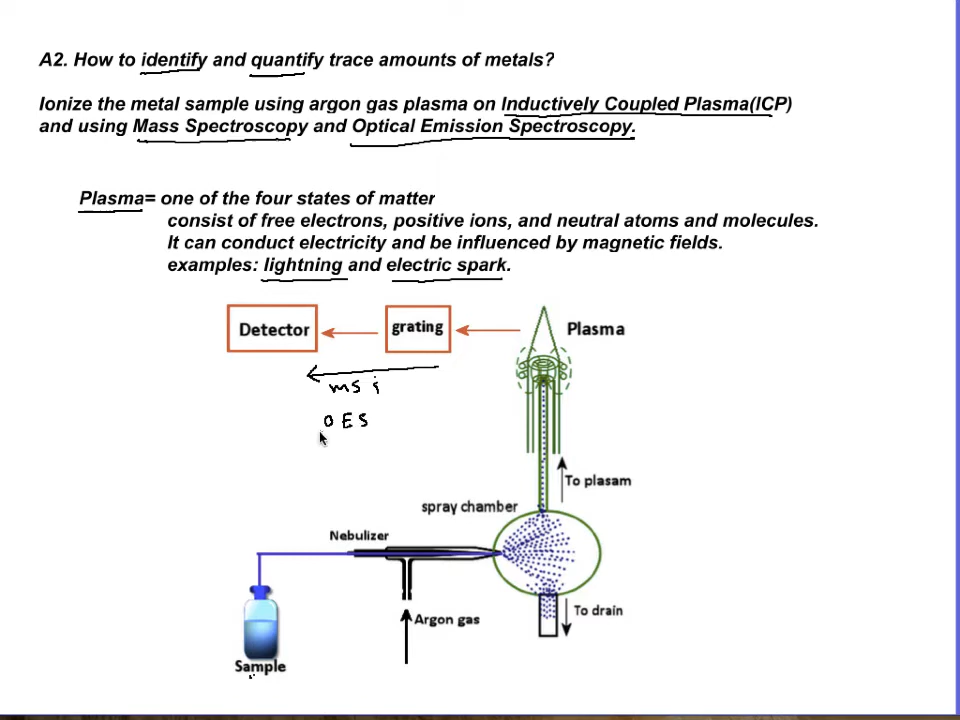 A2. How to identify and quantify trace amounts of metals?
Ionize the metal sample using argon gas plasma on Inductively Coupled Plasma(ICP)
and using Mass Spectroscopy and Optical Emission Spectroscopy.
Plasma= one of the four states of matter
consist of free electrons, positive ions, and neutral atoms and molecules.
It can conduct electricity and be influenced by magnetic fields.
examples: lightning and electric spark.
Detector
grating
Plasma
ms i
OES
To plasam
spray chamber
Nebulizer
To drain
Argon gas
Sample